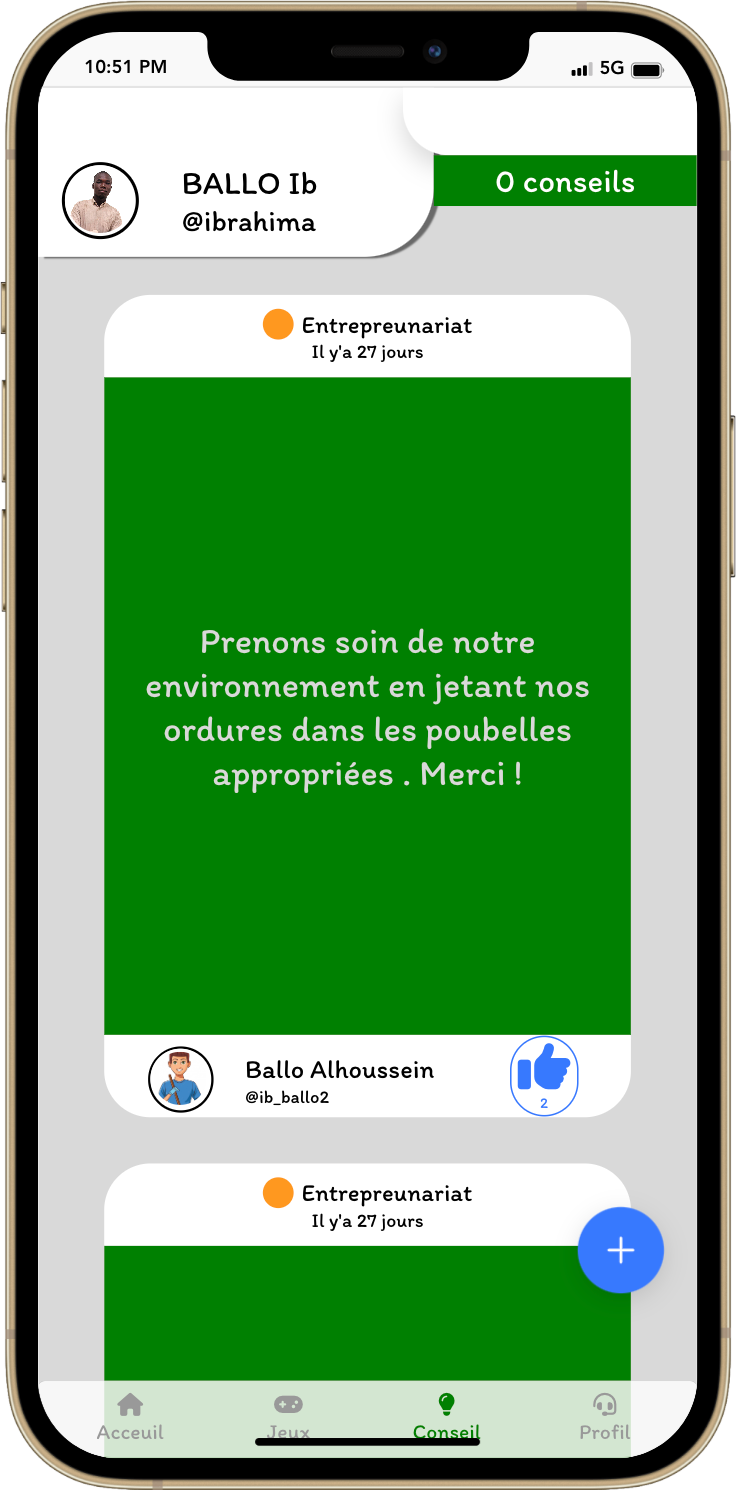 10:51 PM 5G
BALLO Ib
@ibrahima
0 conseils
Entrepreunariat
Il y'a 27 jours
Prenons soin de notre
environnement en jetant nos
ordures dans les poubelles
appropriées . Merci !
Ballo Alhoussein
@ib_ballo2
2
Entrepreunariat
Il y'a 27 jours
Acceuil Jeux Conseil Profil